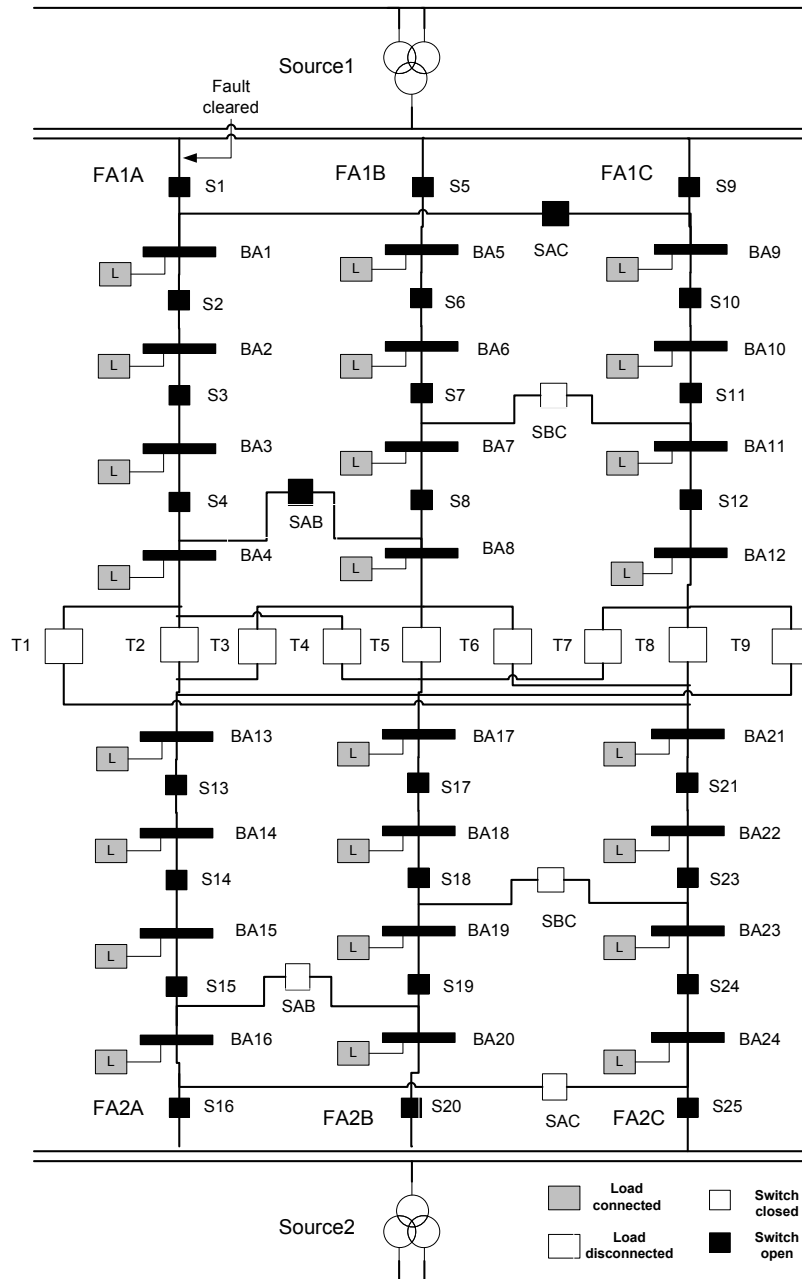 Source1
Fault
cleared
FA1A
S1
FA1B
S5
FA1C
S9
SAC
BA1
BA5
BA9
L
L
L
S2
S6
S10
BA2
BA6
BA10
L
L
L
S3
S7
S11
SBC
BA3
BA7
BA11
L
L
L
S4
S8
S12
SAB
BA4
BA8
BA12
L
L
L
T1
T2
T3
T4
T5
T6
T7
T8
T9
BA13
BA17
BA21
L
L
L
S13
S17
S21
BA14
BA18
BA22
L
L
L
S14
S18
S23
SBC
BA15
BA19
BA23
L
L
L
S15
S19
S24
SAB
BA16
BA20
BA24
L
L
L
FA2A
S16
FA2B
S20
SAC
FA2C
S25
Source2
Load
connected
Switch
closed
Load
disconnected
Switch
open